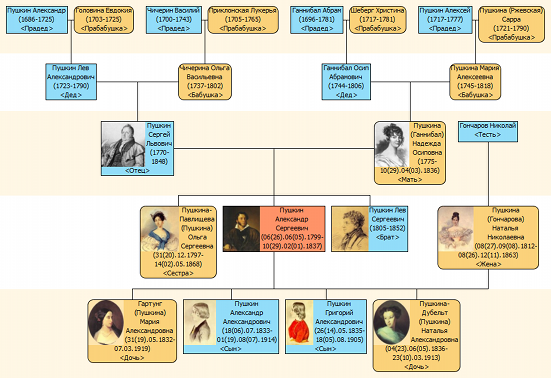 Пушкин Александр
(1686-1725)
<Прадед>
Головина Евдокия
(1703-1725)
<Прабабушка>
Чичерин Василий
(1700-1743)
<Прадед>
Приклонская Лукерья
(1705-1765)
<Прабабушка>
Ганнибал Абрам
(1696-1781)
<Прадед>
Шеберг Христина
(1717-1781)
<Прабабушка>
Пушкин Алексей
(1717-1777)
<Прадед>
Пушкина (Ржевская)
Сарра
(1721-1790)
<Прабабушка>
Пушкин Лев
Александрович
(1723-1790)
<Дед>
Чичерина Ольга
Васильевна
(1737-1802)
<Бабушка>
Ганнибал Осип
Абрамович
(1744-1806)
<Дед>
Пушкина Мария
Алексеевна
(1745-1818)
<Бабушка>
Пушкин
Сергей
Львович
(1770-
1848)
<Отец>
Пушкина
(Ганнибал)
Надежда
Осиповна
(1775-
10(29).04(03).1836)
<Мать>
Гончаров Николай
<Тесть>
Пушкина-
Павлищева
(Пушкина)
Ольга
Сергеевна
(31(20).12.1797-
14(02).05.1868)
<Сестра>
Пушкин
Александр
Сергеевич
(06(26).06(05).1799-
10(29).02(01).1837)
Пушкин Лев
Сергеевич
(1805-1852)
<Брат>
Пушкина
(Гончарова)
Наталья
Николаевна
(08(27).09(08).1812-
08(26).12(11).1863)
<Жена>
Гартунг
(Пушкина)
Мария
Александровна
(31(19).05.1832-
07.03.1919)
<Дочь>
Пушкин
Александр
Александрович
(18(06).07.1833-
01(19).08(07).1914)
<Сын>
Пушкин
Григорий
Александрович
(26(14).05.1835-
18(05).08.1905)
<Сын>
Пушкина-
Дубельт
(Пушкина)
Наталья
Александровна
(04(23).06(05).1836-
23(10).03.1913)
<Дочь>